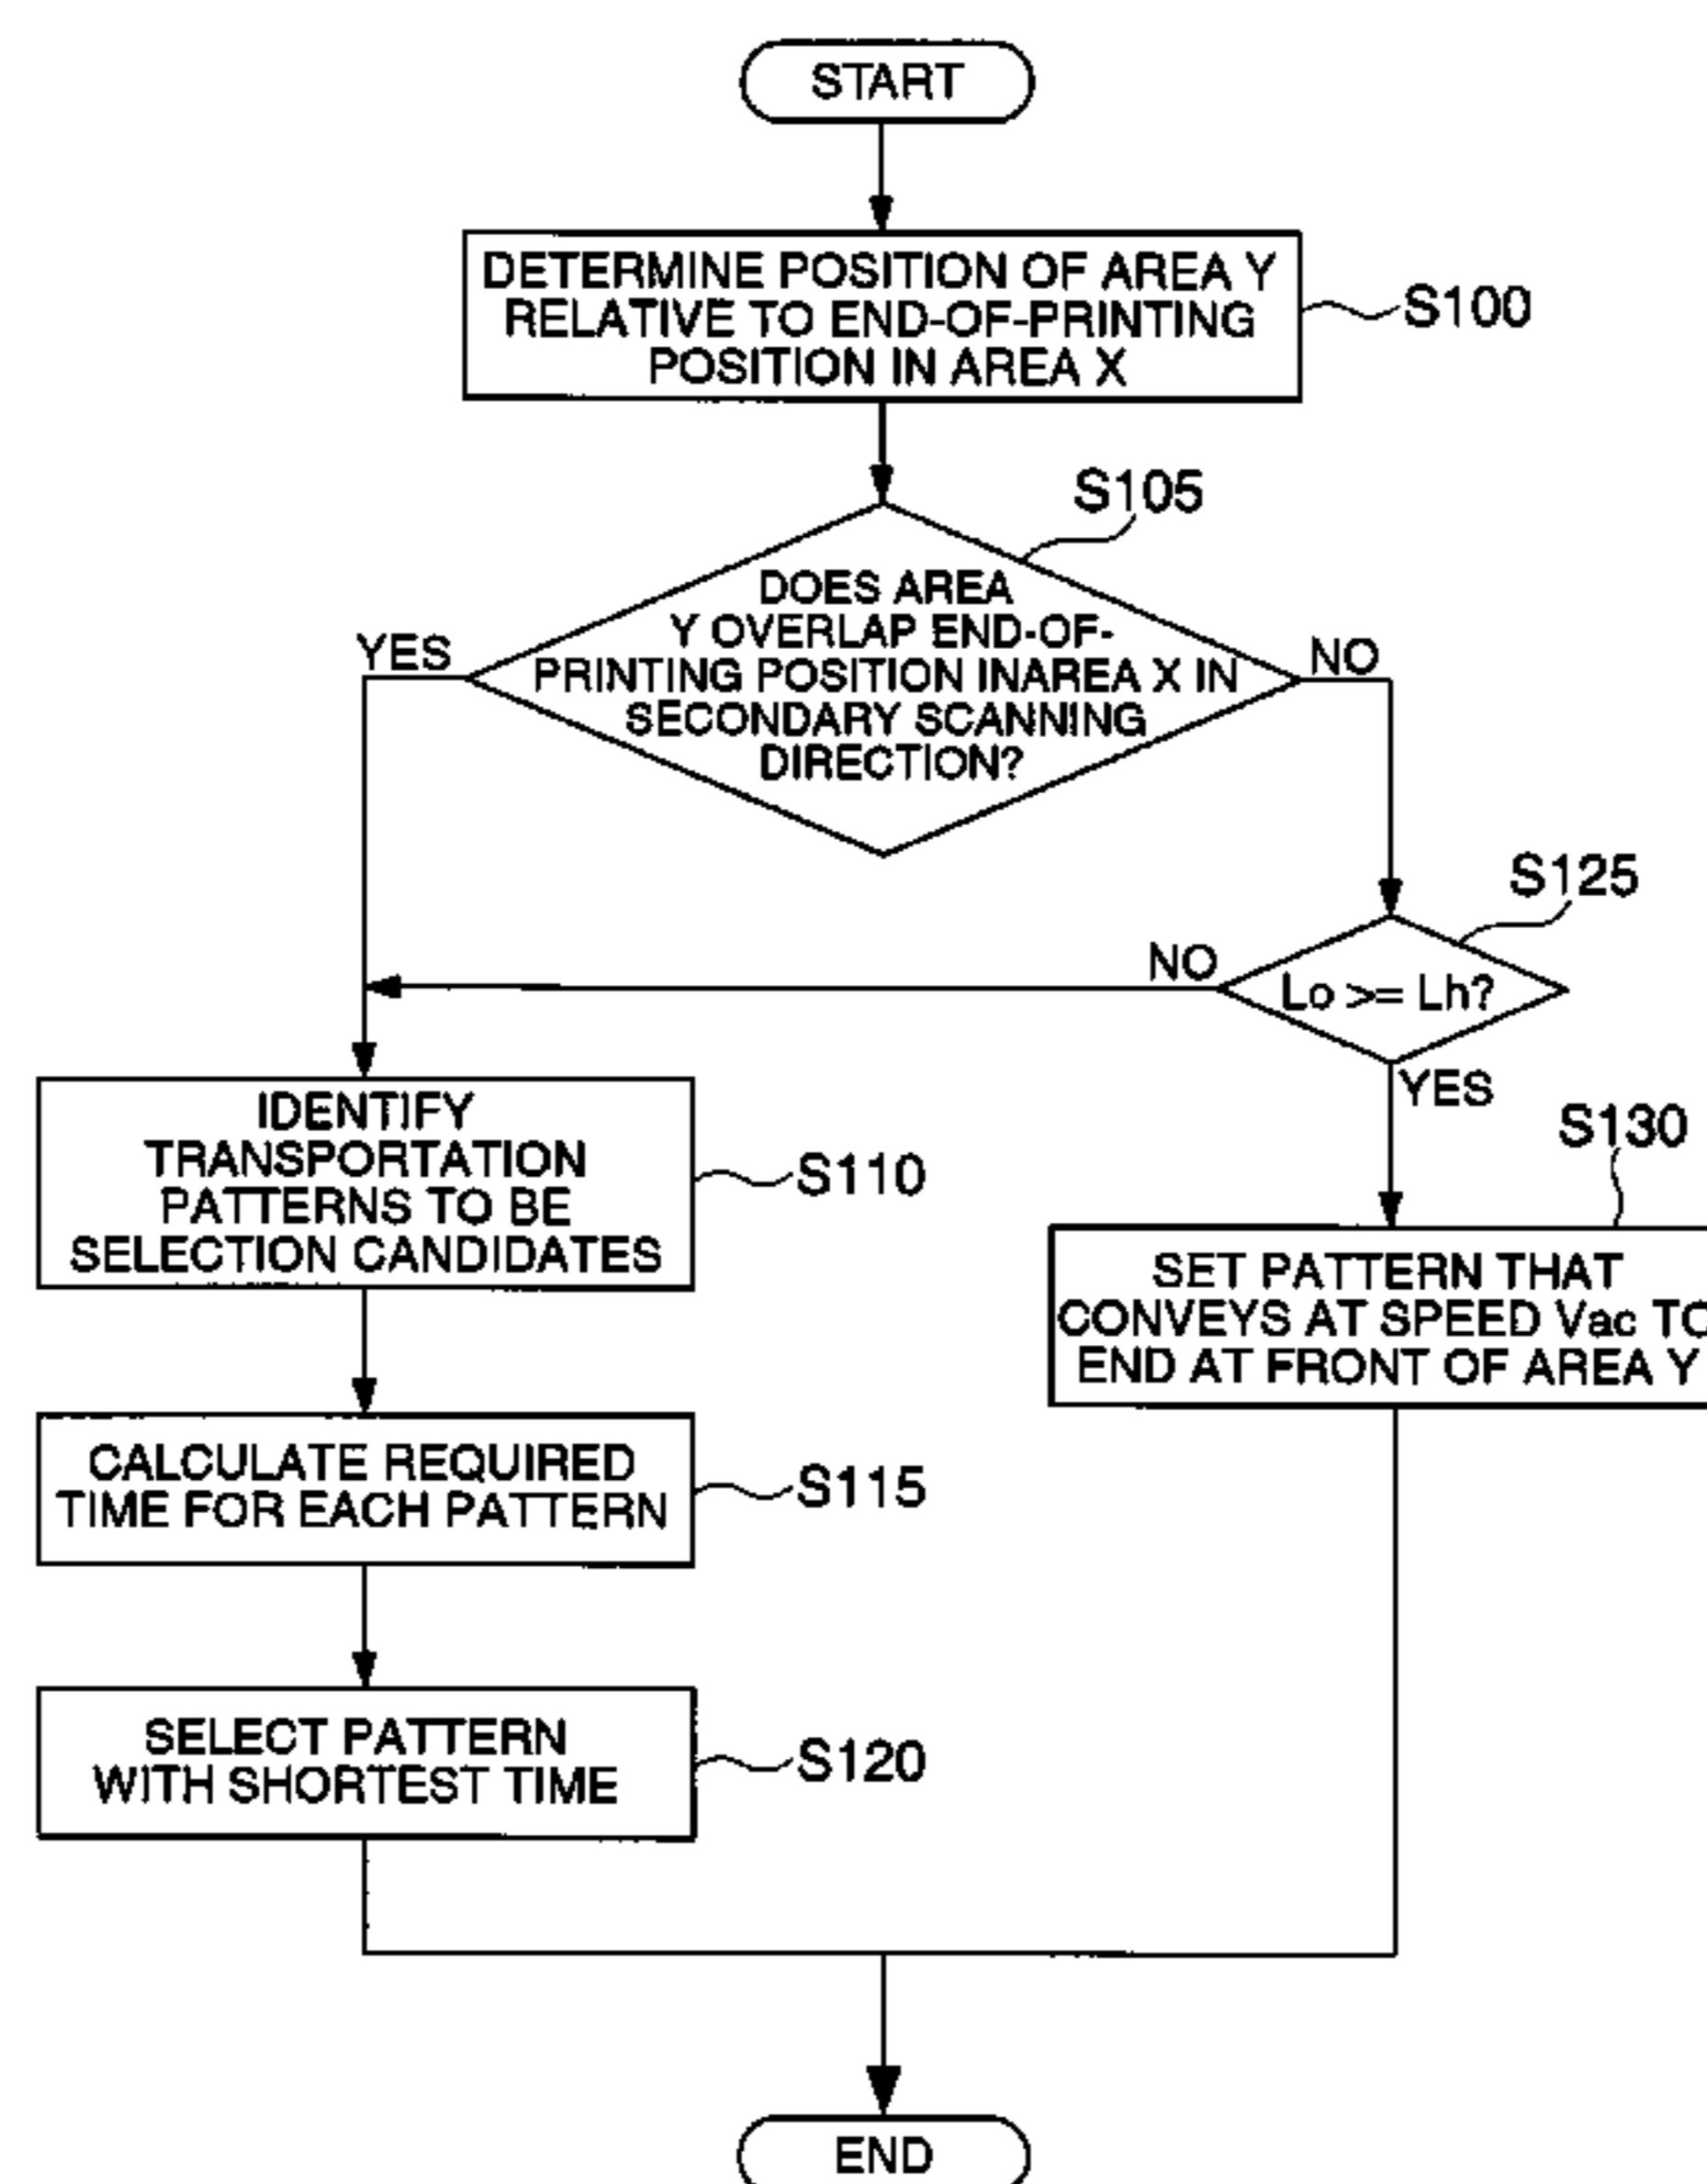 START
DETERMINE POSITION OF AREA Y
RELATIVE TO END-OF-PRINTING
POSITION IN AREA X
S100
S105
DOES AREA
Y OVERLAP END-OF-
PRINTING POSITION INAREA X IN
SECONDARY SCANNING
DIRECTION?
YES
NO
S125
Lo >= Lh?
NO
YES
IDENTIFY
TRANSPORTATION
PATTERNS TO BE
SELECTION CANDIDATES
S110
S130
SET PATTERN THAT
CONVEYS AT SPEED Vac TO
END AT FRONT OF AREA Y
CALCULATE REQUIRED
TIME FOR EACH PATTERN
S115
SELECT PATTERN
WITH SHORTEST TIME
S120
END